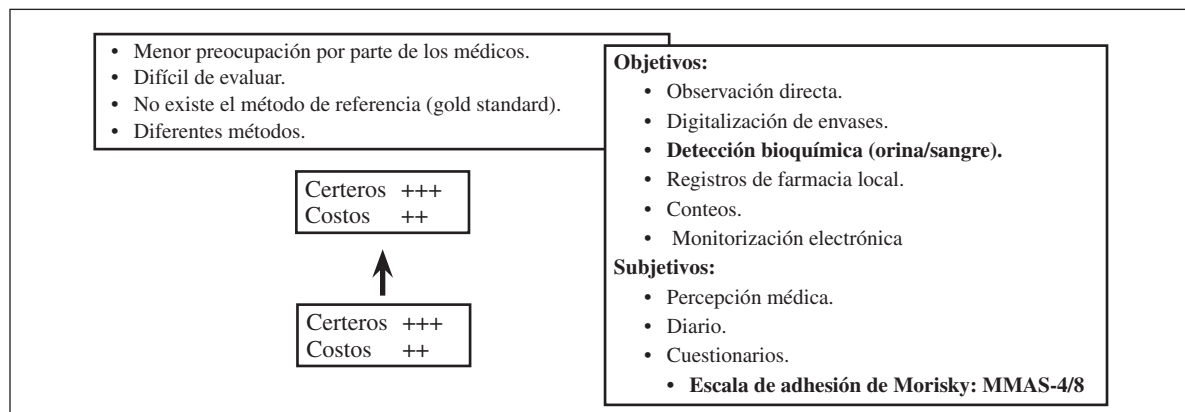 • Menor preocupación por parte de los médicos.
• Difícil de evaluar.
• No existe el método de referencia (gold standard).
• Diferentes métodos.
Certeros +++
Costos ++
Certeros +++
Costos ++
Objetivos:
• Observación directa.
• Digitalización de envases.
• Detección bioquímica (orina/sangre).
• Registros de farmacia local.
• Conteos.
• Monitorización electrónica
Subjetivos:
• Percepción médica.
• Diario.
• Cuestionarios.
• Escala de adhesión de Morisky: MMAS-4/8